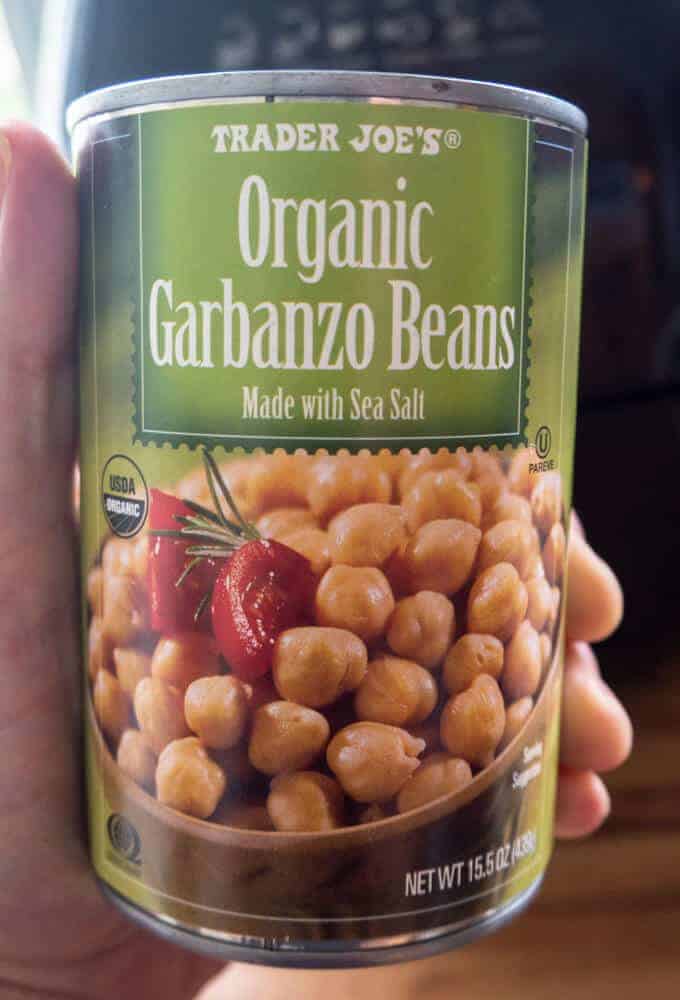 TRADER JOE'S®
Organic
Garbanzo Beans
Made with Sea Salt
U
PAREVE
USDA
ORGANIC
Serving
Suggestion
NET WT 15.5 OZ (439g)